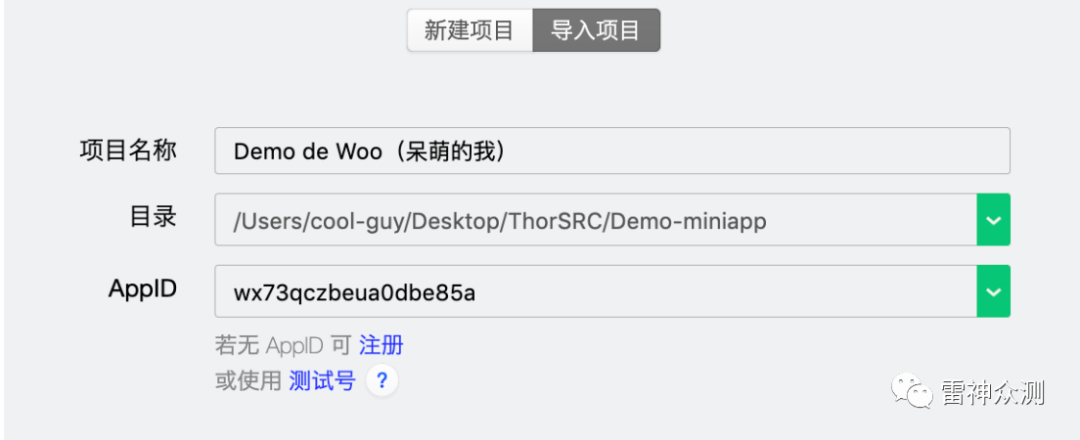 新建项目 导入项目
项目名称 Demo de Woo（呆萌的我）
目录 /Users/cool-guy/Desktop/ThorSRC/Demo-miniapp
AppID wx73qczbeua0dbe85a
若无 AppID 可 注册
或使用 测试号 ?
雷神众测